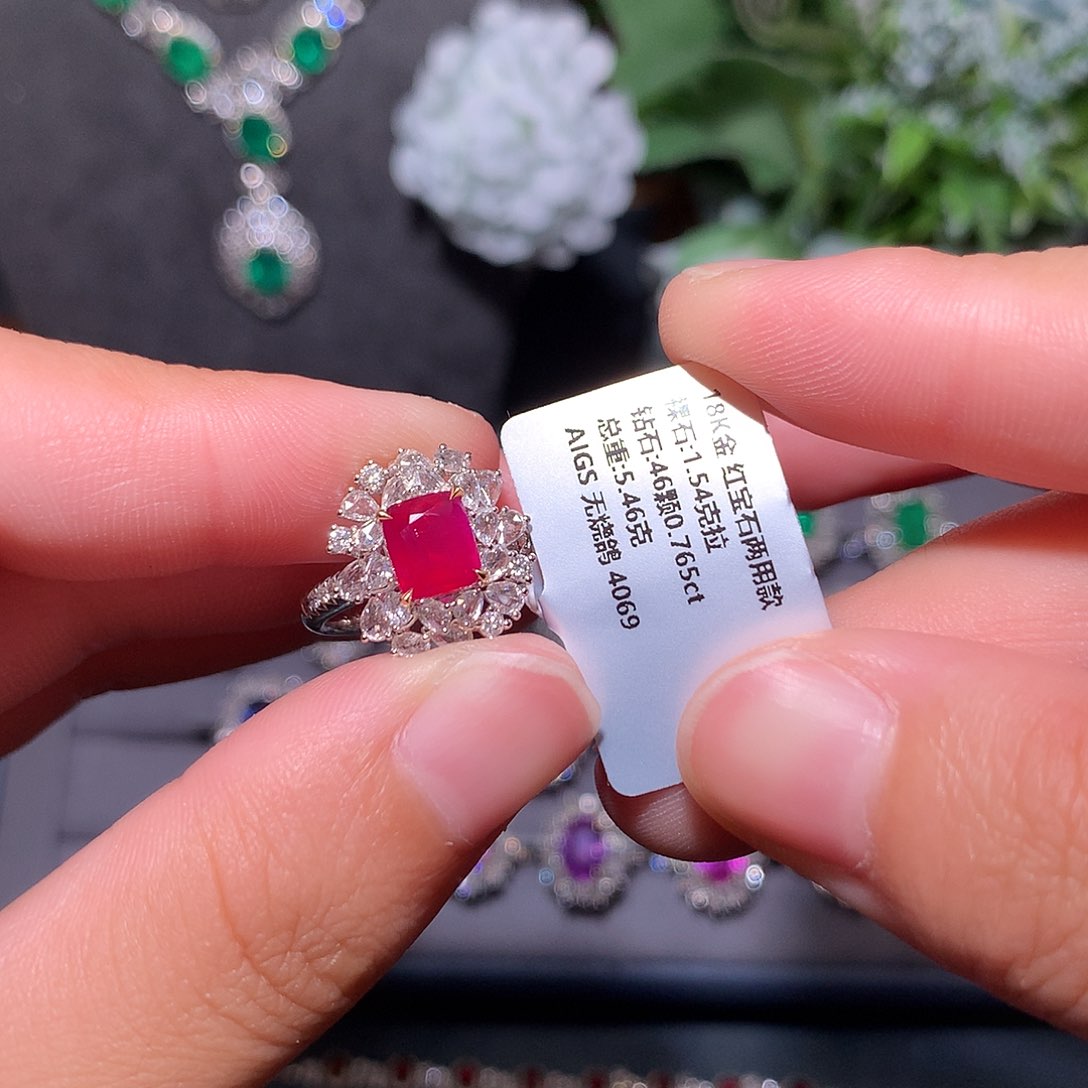 18K金 红宝石两用款
裸石:1.54克拉
钻石:46颗0.765ct
总重:5.46克
AIGS 无烧鸽 4069